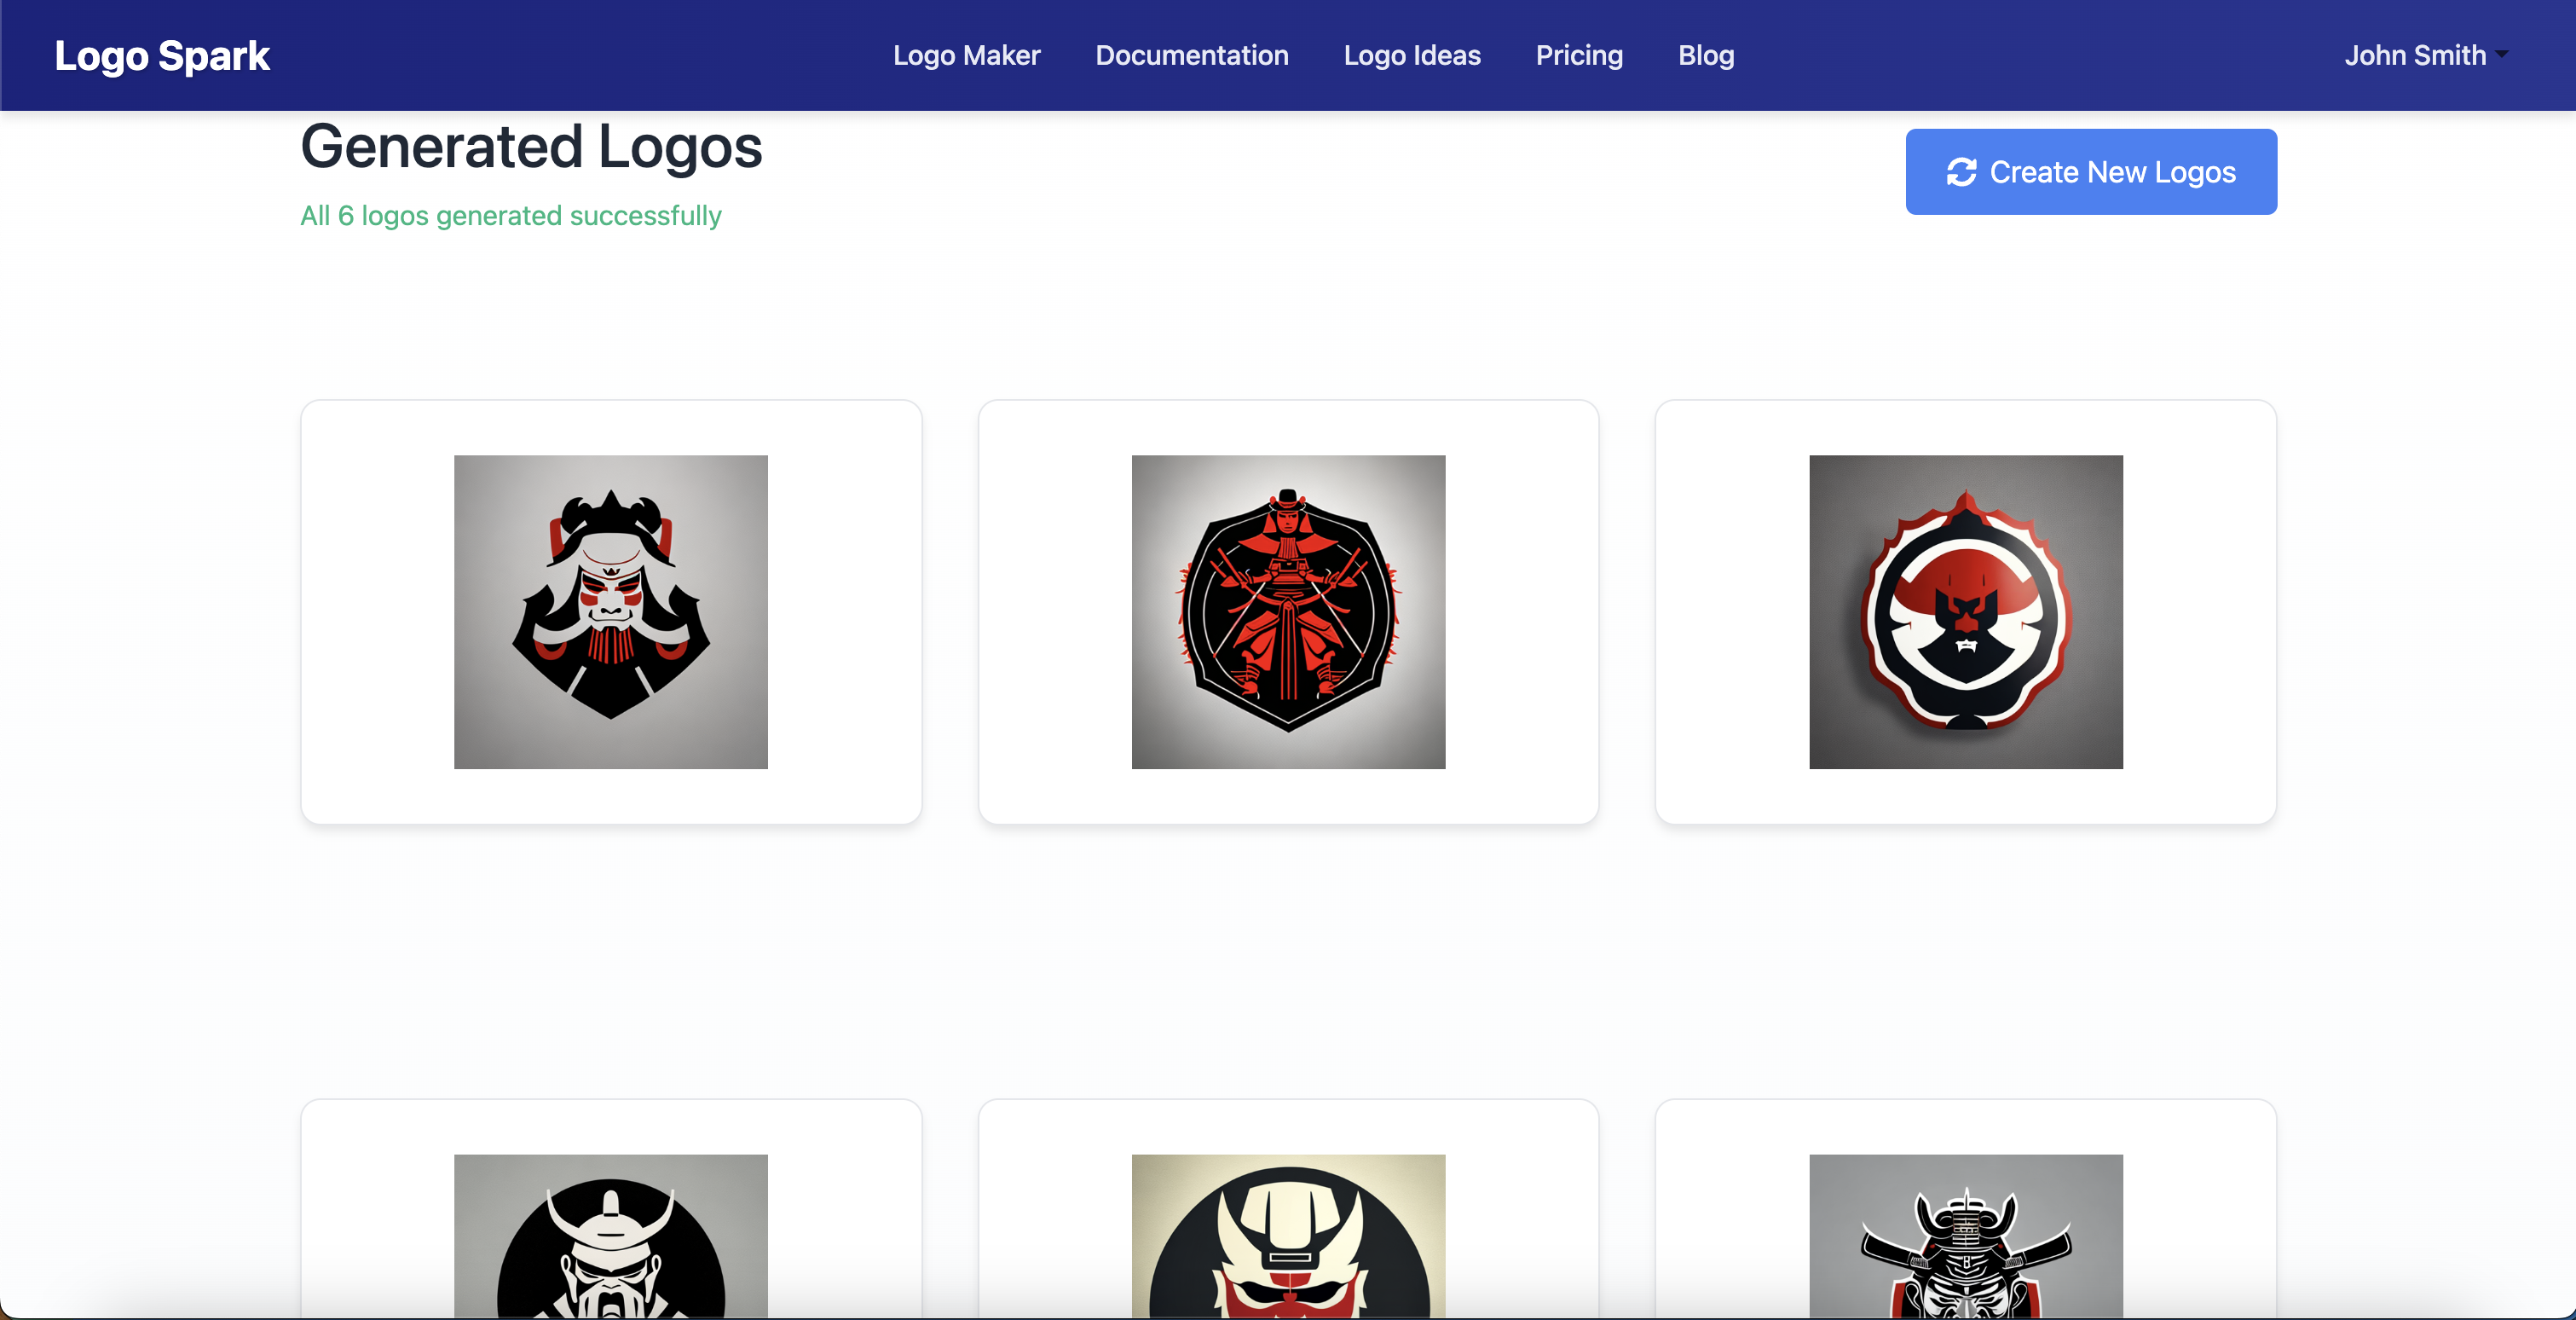 Logo Spark
Logo Maker
Documentation
Logo Ideas
Pricing
Blog
John Smith
Generated Logos
All 6 logos generated successfully
Create New Logos